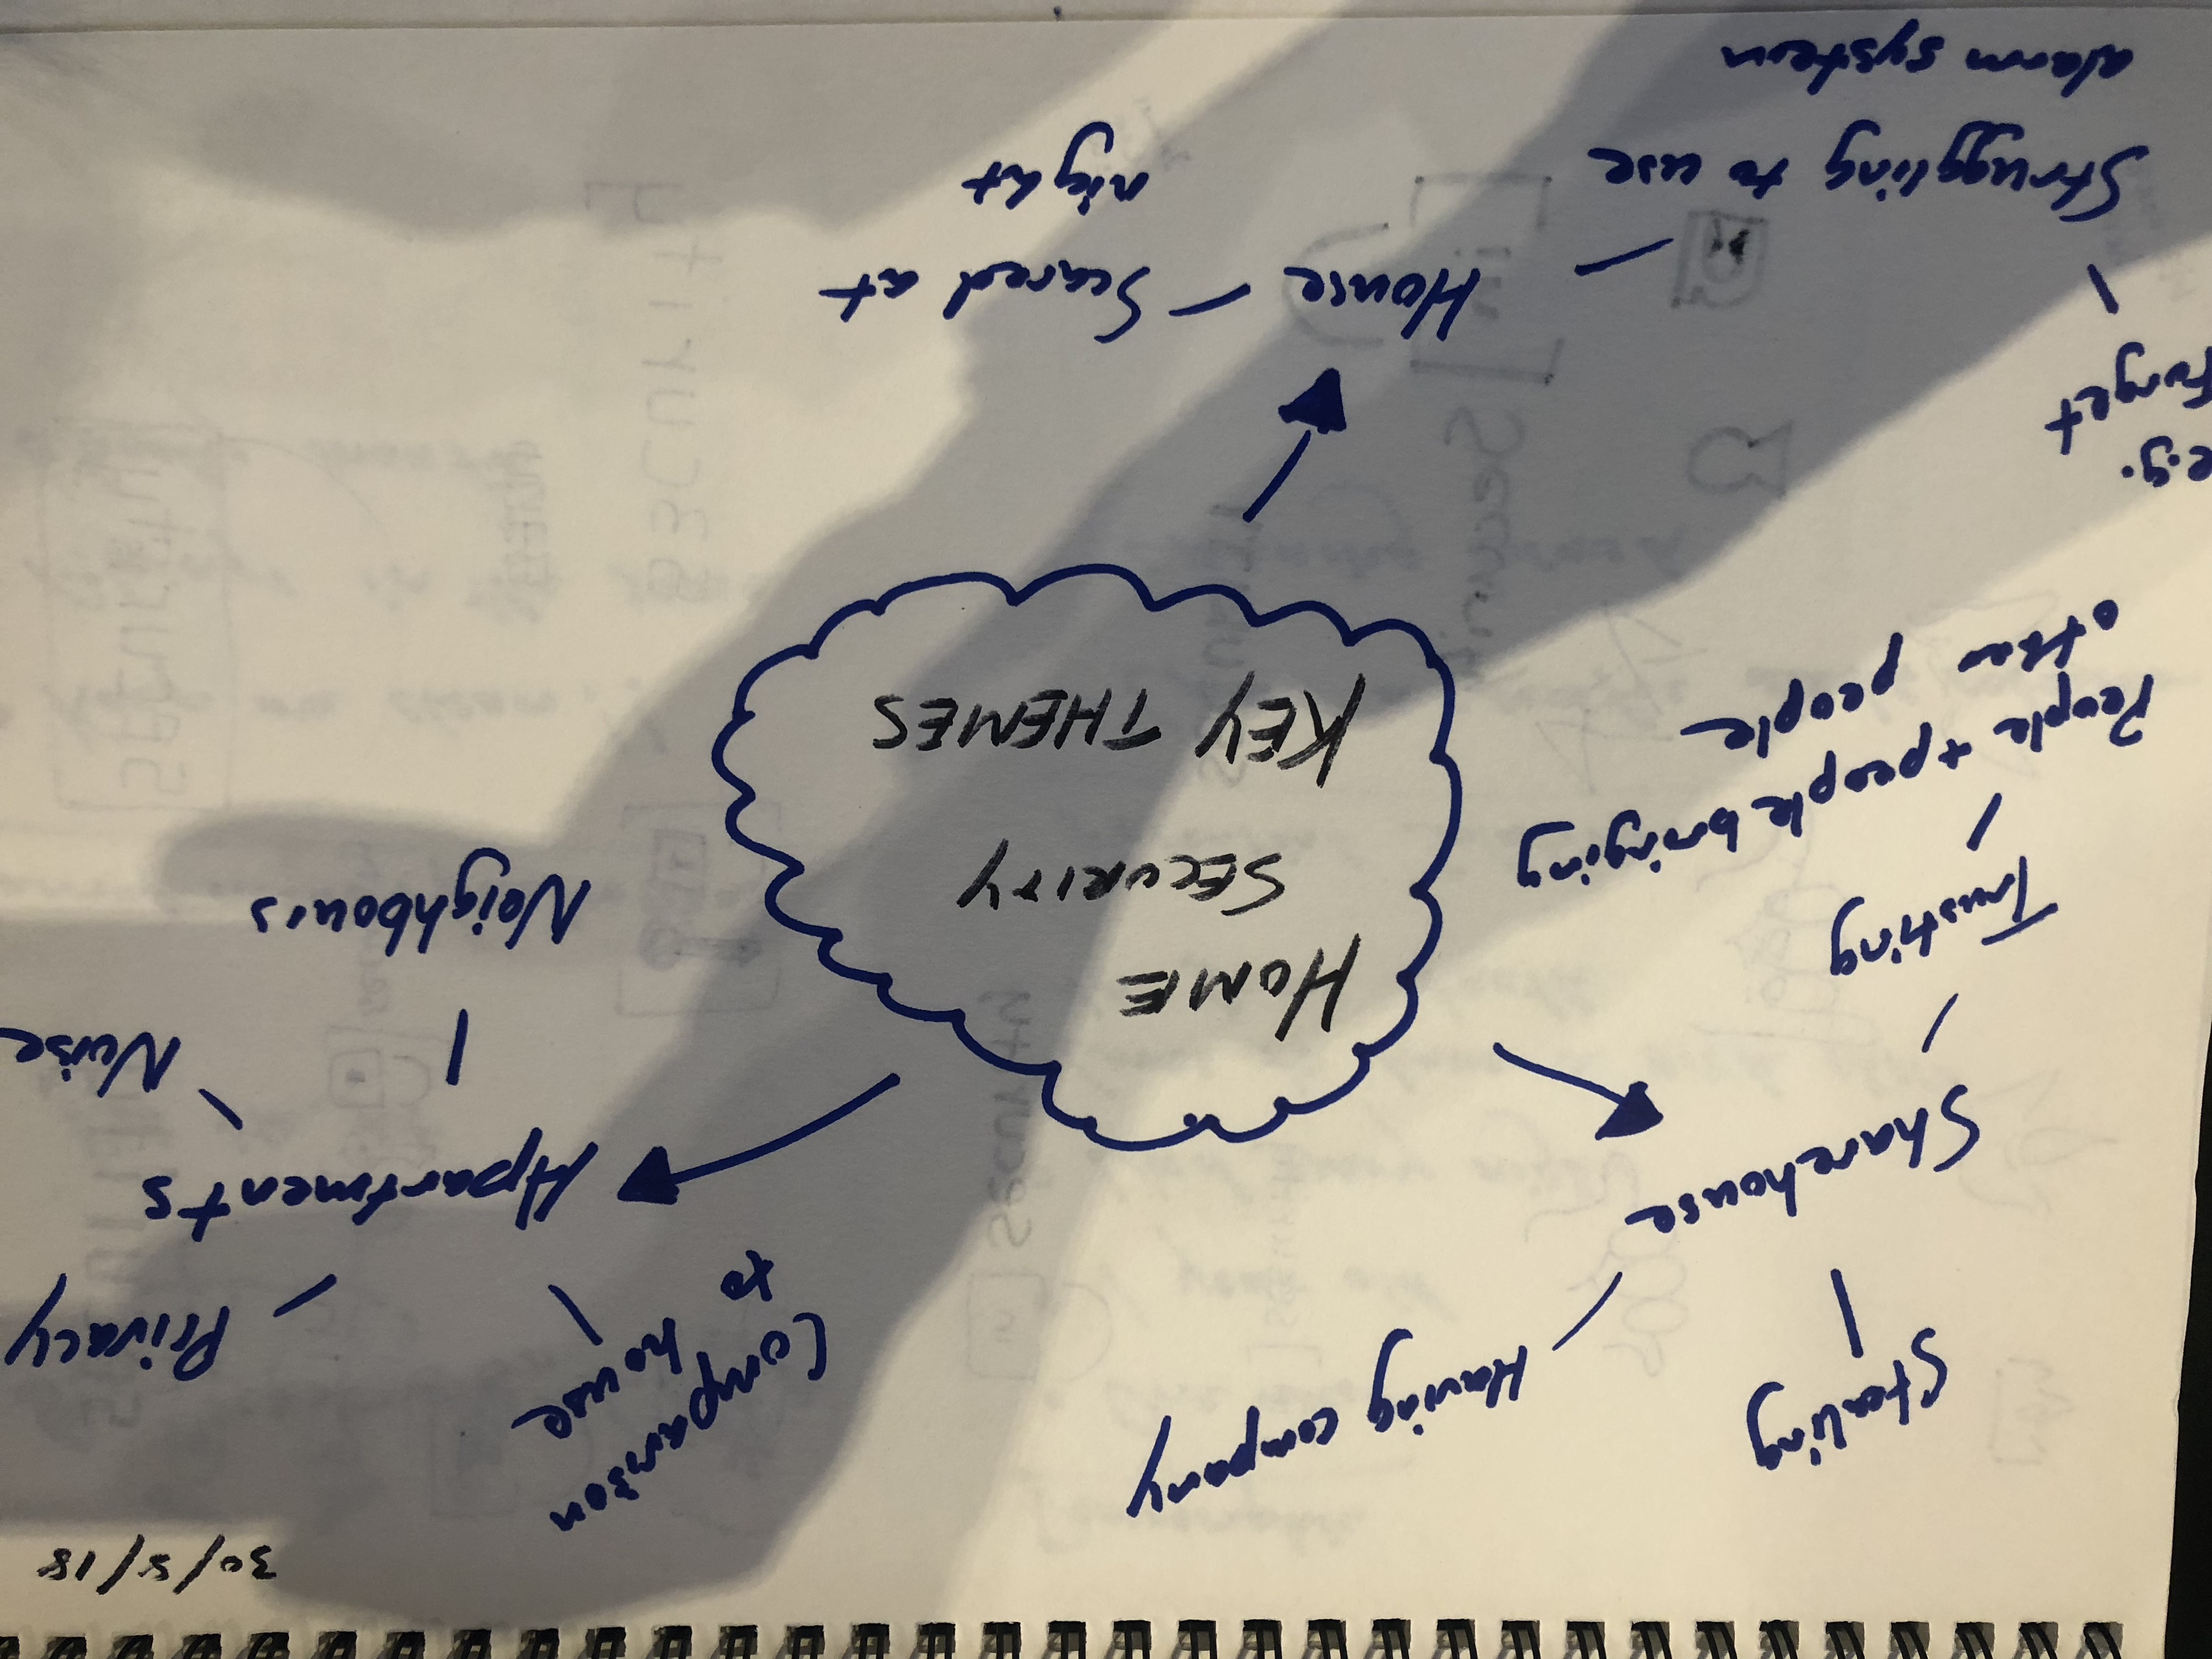 30/5/18
Stealing
Having company
Sharehouse
Trusting
People + people bringing
other people
Comparison
to house
Privacy
Apartments
Noise
Neighbours
HOME
SECURITY
KEY THEMES
e.g.
Forget
Struggling to use
alarm system
House
Scared at
night